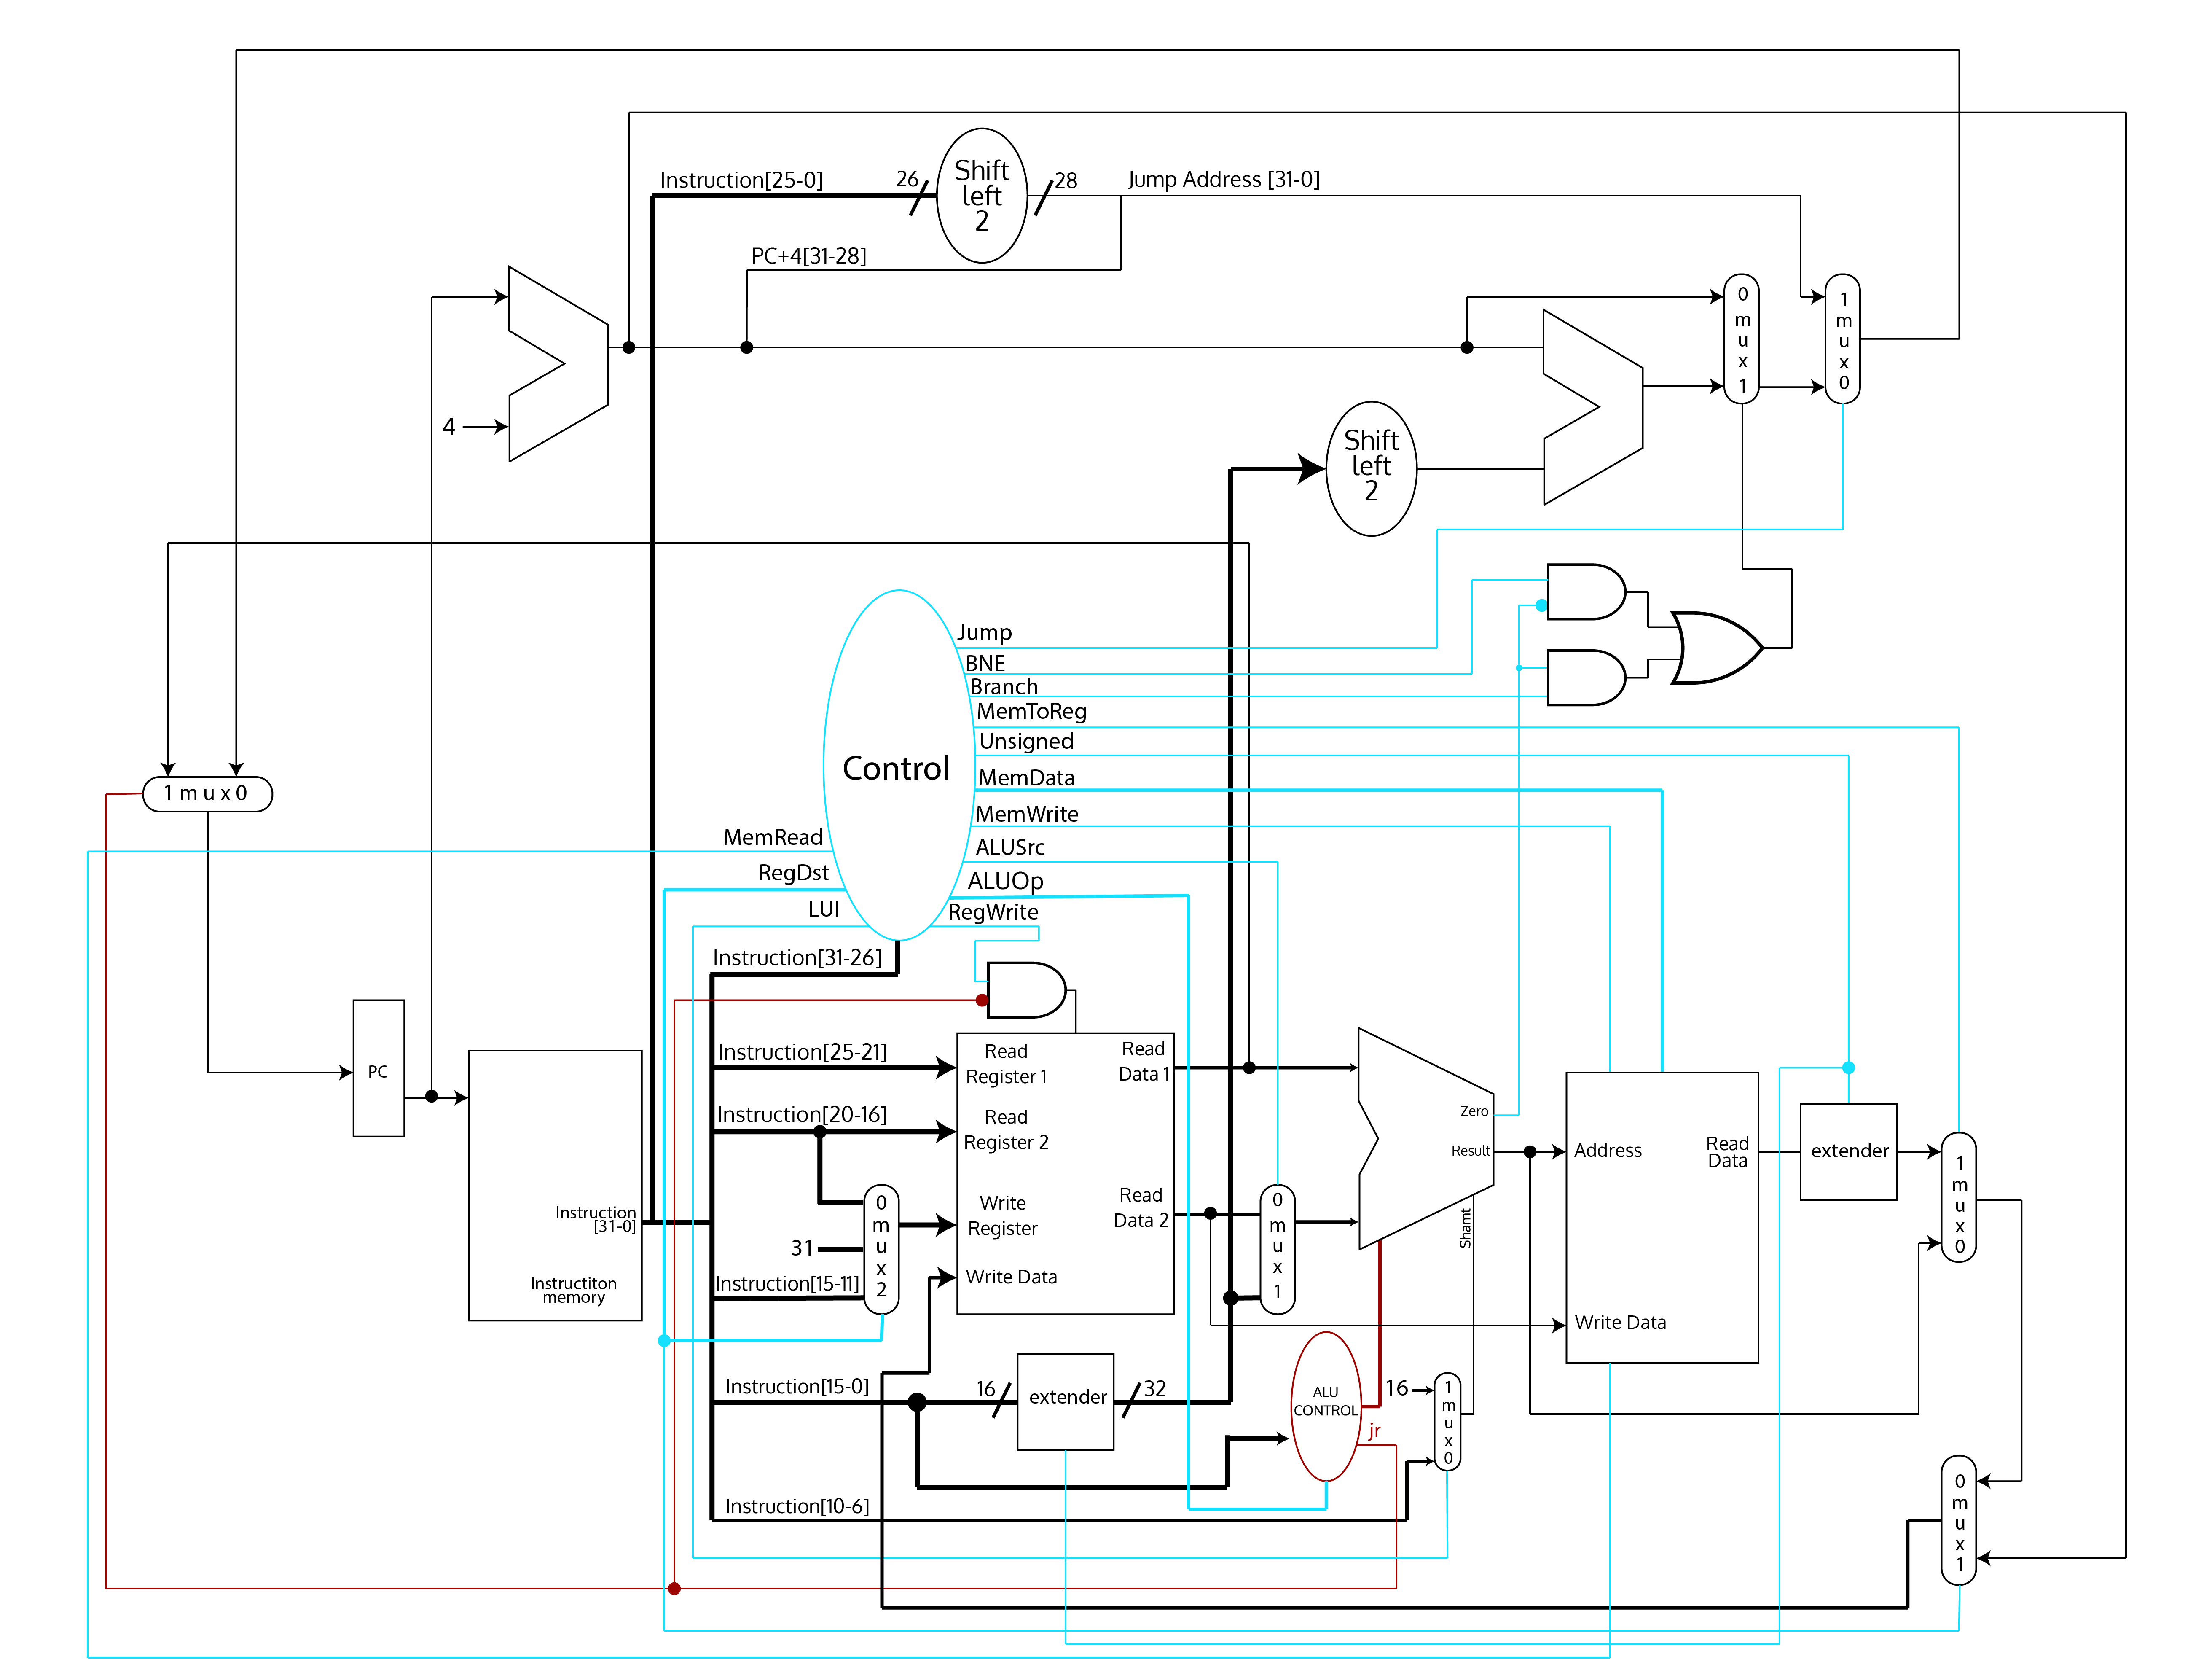 Instruction[25-0]
26
Shift
left
2
28
Jump Address [31-0]
PC+4[31-28]
4
0
m
u
x
1
1
m
u
x
0
Shift
left
2
Control
Jump
BNE
Branch
MemToReg
Unsigned
MemData
MemWrite
ALUSrc
ALUOp
RegWrite
MemRead
RegDst
LUI
1 m u x 0
Instruction[31-26]
PC
Instruction
[31-0]
Instructiton
memory
Instruction[25-21]
Instruction[20-16]
31
Instruction[15-11]
0
m
u
x
2
Read
Register 1
Read
Register 2
Write
Register
Write Data
Read
Data 1
Read
Data 2
0
m
u
x
1
Zero
Result
Shamt
Address
Read
Data
Write Data
extender
1
m
u
x
0
Instruction[15-0]
16
extender
32
ALU
CONTROL
jr
16
1
m
u
x
0
Instruction[10-6]
0
m
u
x
1